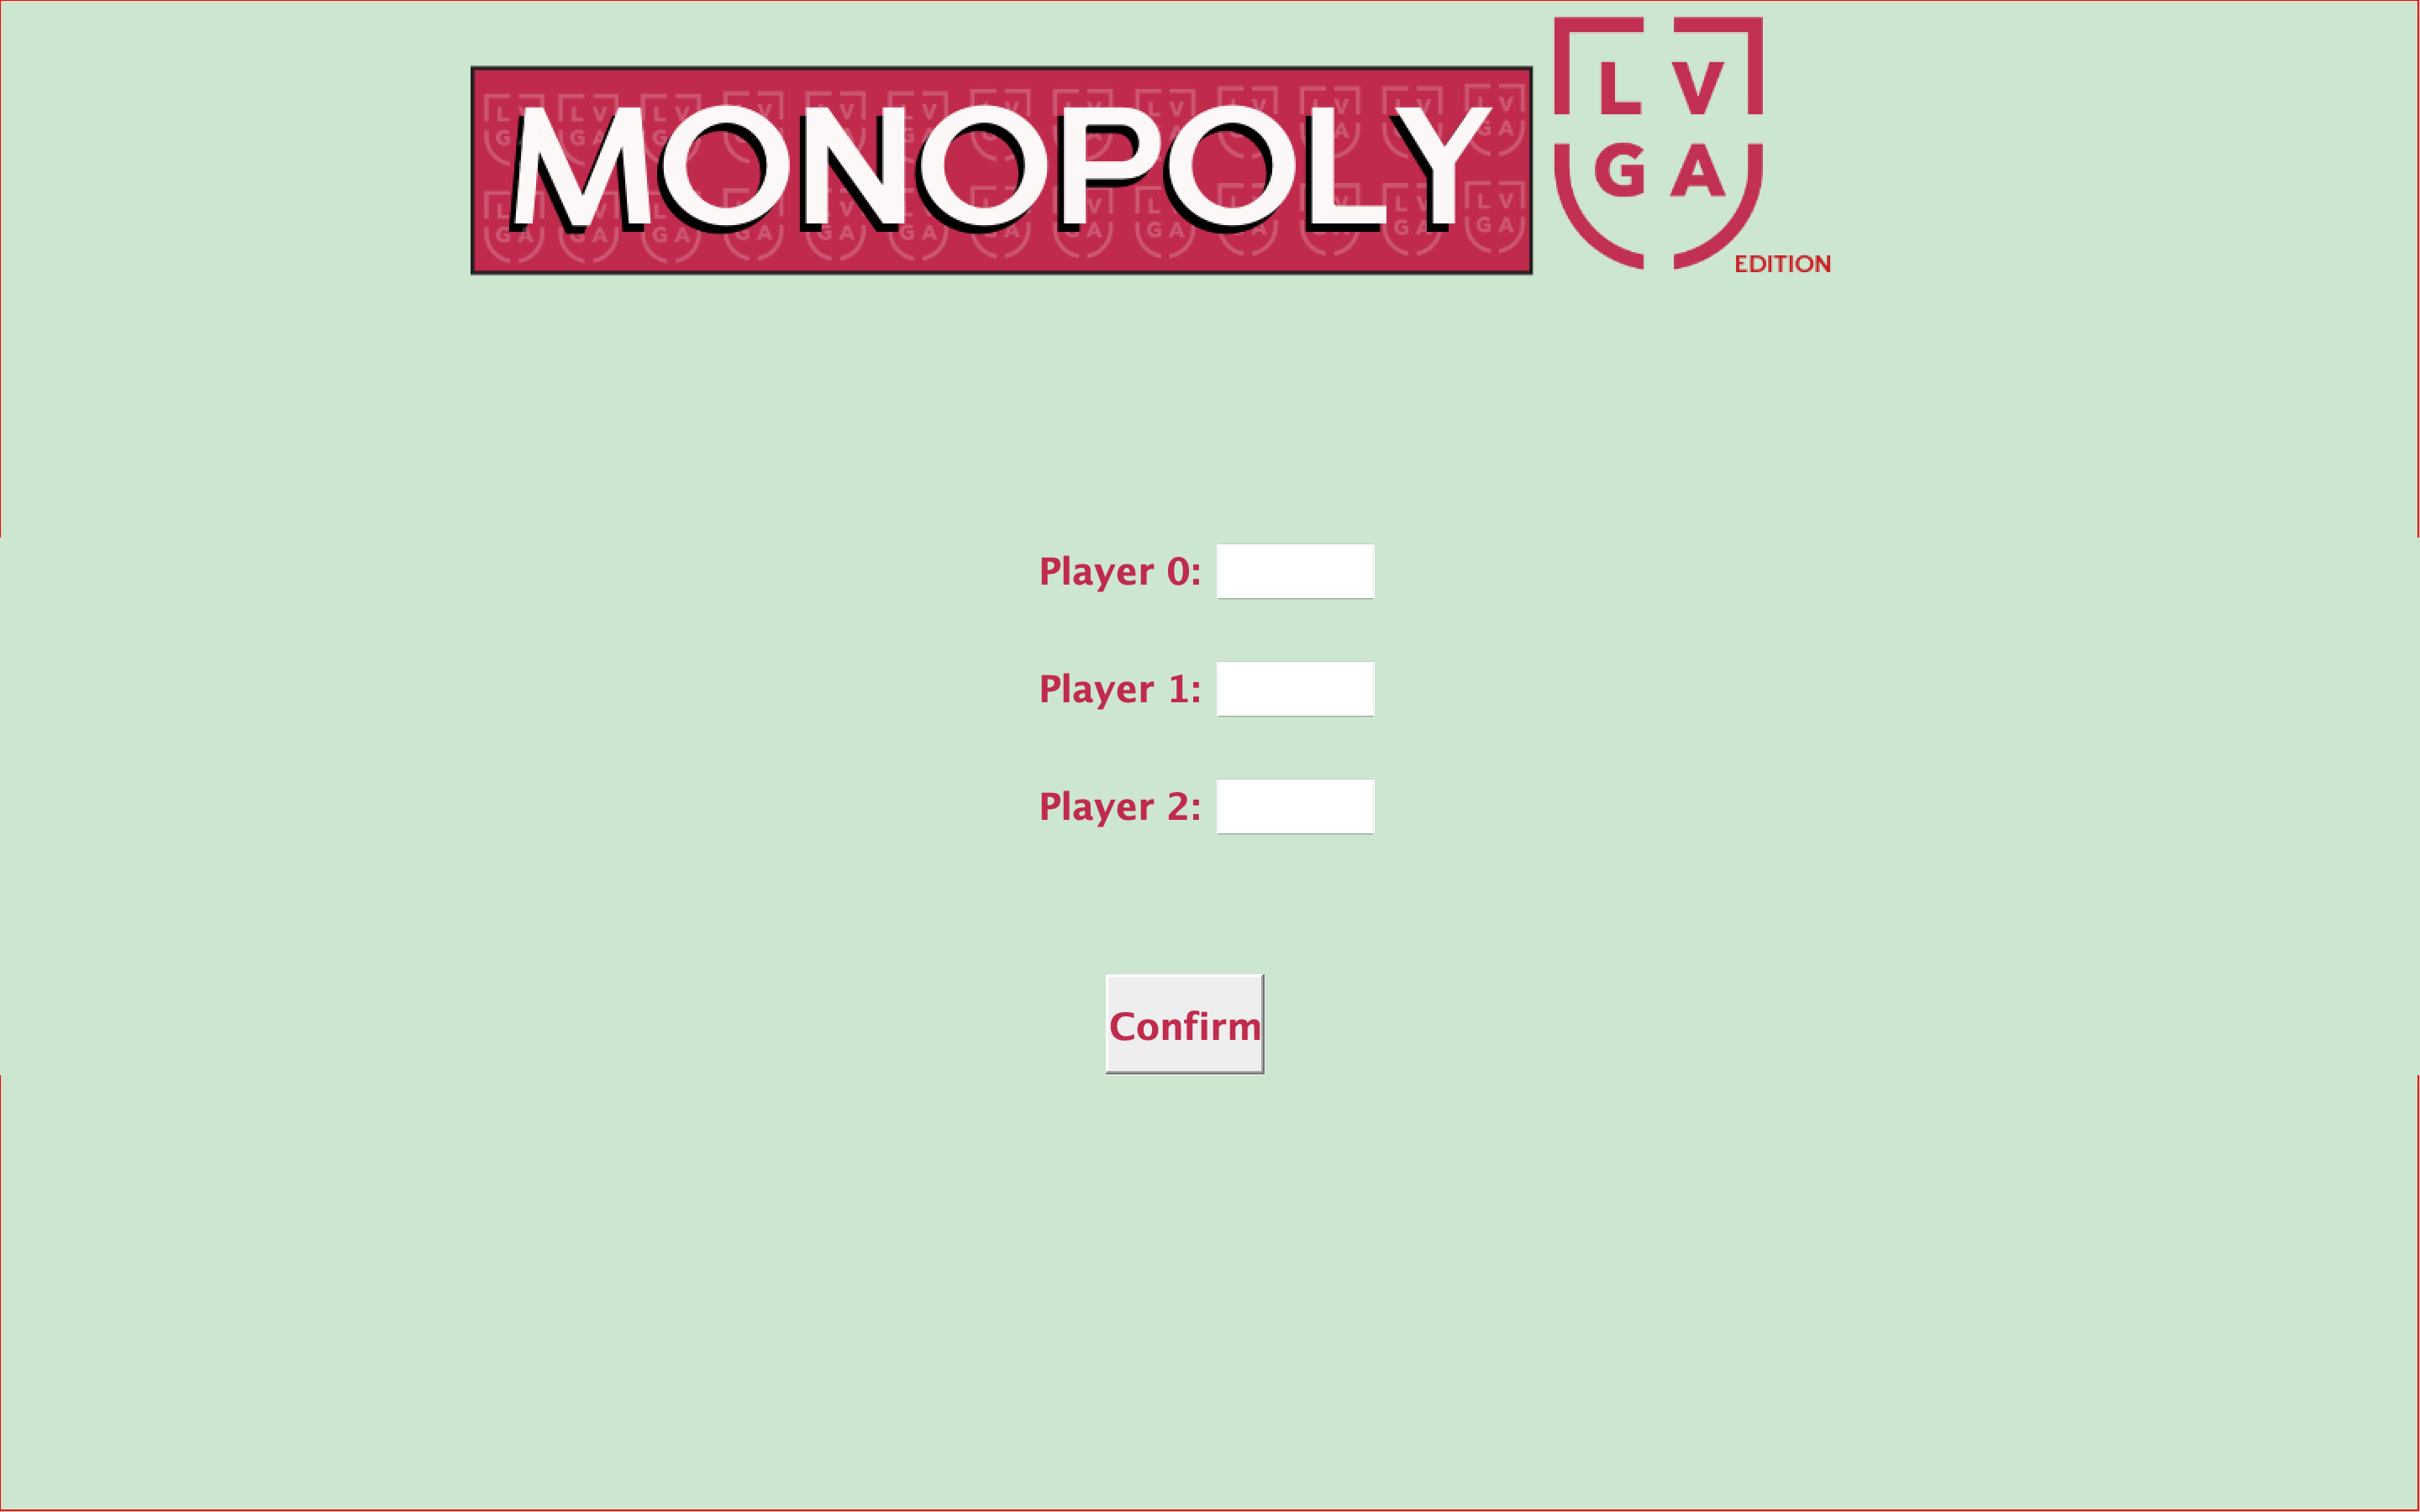 MONOPOLY
L V
G A
EDITION
Player 0:
Player 1:
Player 2:
Confirm